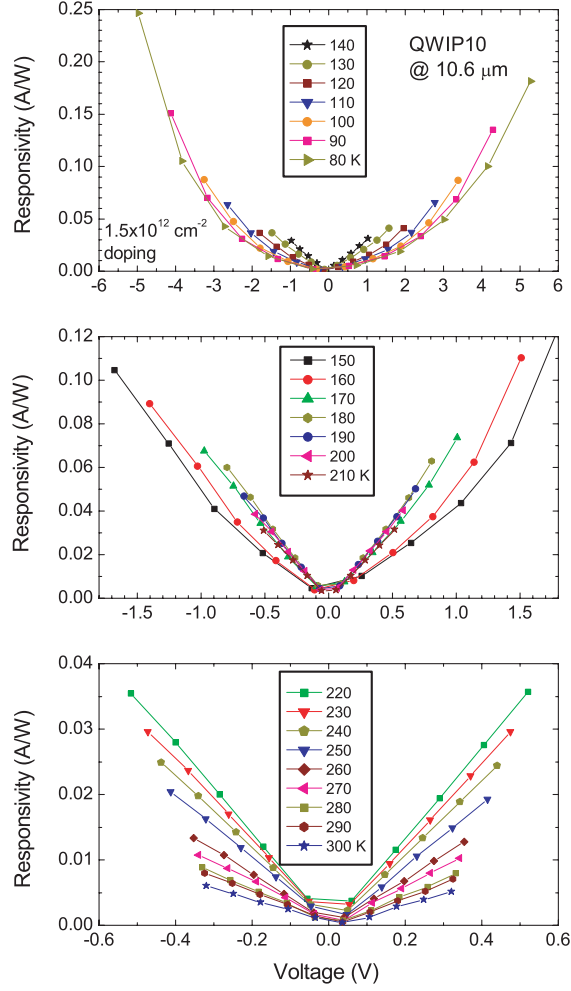 0.25
0.20
0.15
0.10
0.05
0.00
Responsivity (A/W)
140
130
120
110
100
90
80 K
QWIP10
@ 10.6 μm
1.5x10¹² cm⁻²
doping
-6 -5 -4 -3 -2 -1 0 1 2 3 4 5 6
0.12
0.10
0.08
0.06
0.04
0.02
0.00
Responsivity (A/W)
150
160
170
180
190
200
210 K
-1.5 -1.0 -0.5 0.0 0.5 1.0 1.5
0.04
0.03
0.02
0.01
0.00
Responsivity (A/W)
220
230
240
250
260
270
280
290
300 K
-0.6 -0.4 -0.2 0.0 0.2 0.4 0.6
Voltage (V)